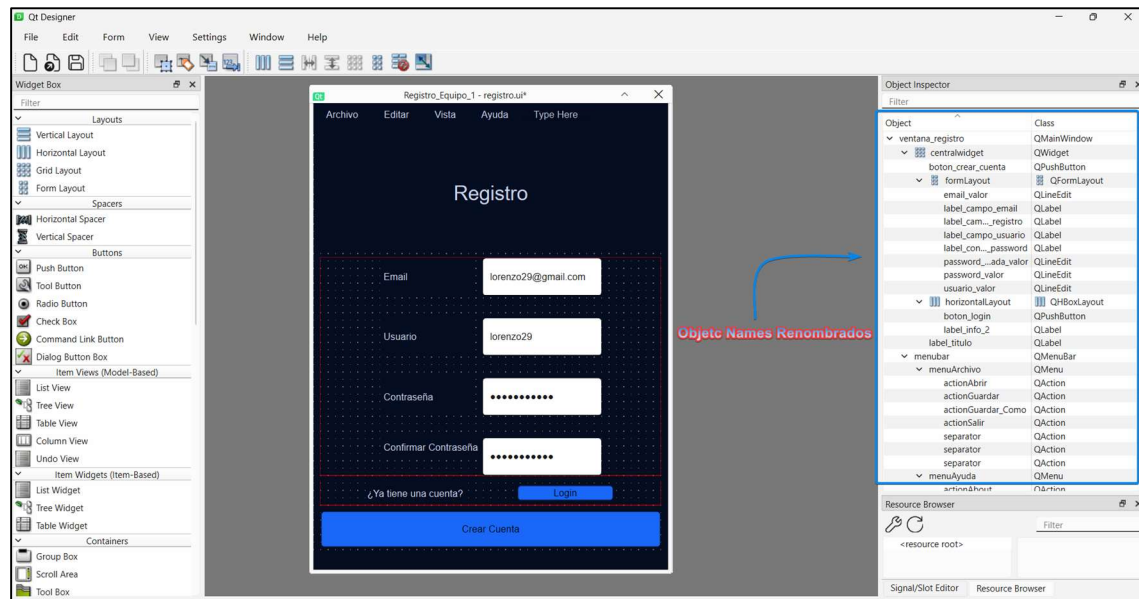 Qt Designer
File Edit Form View Settings Window Help
Widget Box
Filter
Layouts
Vertical Layout
Horizontal Layout
Grid Layout
Form Layout
Spacers
Horizontal Spacer
Vertical Spacer
Buttons
Push Button
Tool Button
Radio Button
Check Box
Command Link Button
Dialog Button Box
Item Views (Model-Based)
List View
Tree View
Table View
Column View
Undo View
Item Widgets (Item-Based)
List Widget
Tree Widget
Table Widget
Containers
Group Box
Scroll Area
Tool Box
Registro_Equipo_1 - registro.ui*
Archivo Editar Vista Ayuda Type Here
Registro
Email lorenzo29@gmail.com
Usuario lorenzo29
Contraseña
Confirmar Contraseña
¿Ya tiene una cuenta? Login
Crear Cuenta
Objetc Names Renombrados
Object Inspector
Filter
Object Class
ventana_registro QMainWindow
centralwidget QWidget
boton_crear_cuenta QPushButton
formLayout QFormLayout
email_valor QLineEdit
label_campo_email QLabel
label_cam..._registro QLabel
label_campo_usuario QLabel
label_con..._password QLabel
password_...ada_valor QLineEdit
password_valor QLineEdit
usuario_valor QLineEdit
horizontalLayout QHBoxLayout
boton_login QPushButton
label_info_2 QLabel
label_titulo QLabel
menubar QMenuBar
menuArchivo QMenu
actionAbrir QAction
actionGuardar QAction
actionGuardar_Como QAction
actionSalir QAction
separator QAction
separator QAction
separator QAction
menuAyuda QMenu
actionAbout QAction
Resource Browser
Filter
<resource root>
Signal/Slot Editor Resource Browser